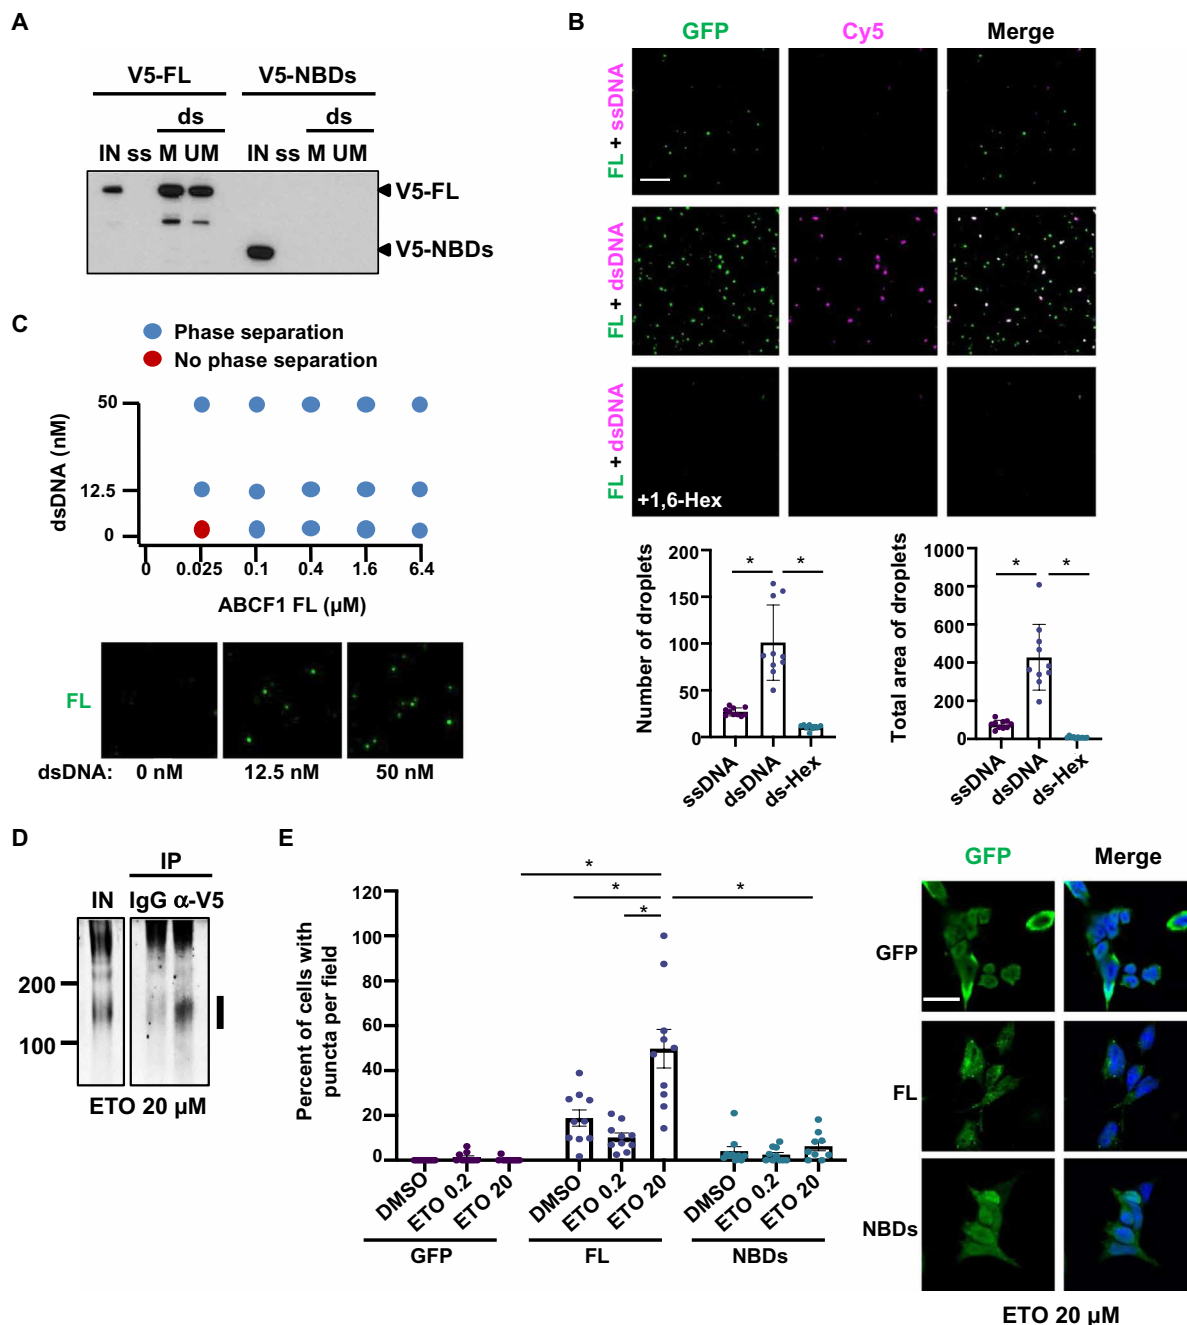 A
V5-FL V5-NBDs
ds ds
IN ss M UM IN ss M UM
V5-FL
V5-NBDs
B
GFP Cy5 Merge
FL + ssDNA
FL + dsDNA
FL + dsDNA
+1,6-Hex
Number of droplets
200
150
100
50
0
* *
ssDNA dsDNA ds-Hex
Total area of droplets
1000
800
600
400
200
0
* *
ssDNA dsDNA ds-Hex
C
Phase separation
No phase separation
dsDNA (nM)
50
12.5
0
0 0.025 0.1 0.4 1.6 6.4
ABCF1 FL (µM)
FL
dsDNA: 0 nM 12.5 nM 50 nM
D
IP
IN IgG α-V5
200
100
ETO 20 µM
E
Percent of cells with
puncta per field
120
100
80
60
40
20
0
*
* *
*
DMSO ETO 0.2 ETO 20 DMSO ETO 0.2 ETO 20 DMSO ETO 0.2 ETO 20
GFP FL NBDs
GFP Merge
GFP
FL
NBDs
ETO 20 µM